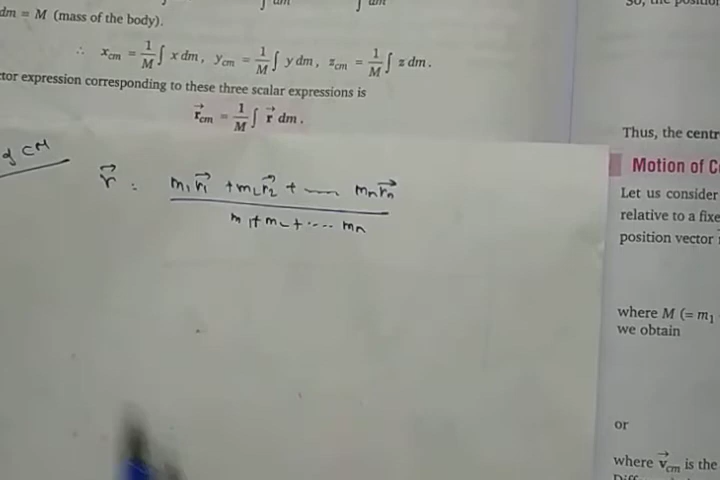 dm = M (mass of the body).
∴ x_cm = 1/M ∫ x dm, y_cm = 1/M ∫ y dm, z_cm = 1/M ∫ z dm.
tor expression corresponding to these three scalar expressions is
r⃗_cm = 1/M ∫ r⃗ dm.
of CM
r⃗ : m₁r⃗₁ + m₂r⃗₂ + ---- mₙr⃗ₙ
m₁ + m₂ + ···· mₙ
Thus, the centr
Motion of C
Let us consider
relative to a fixe
position vector
where M (= m₁
we obtain
or
where v⃗_cm is the